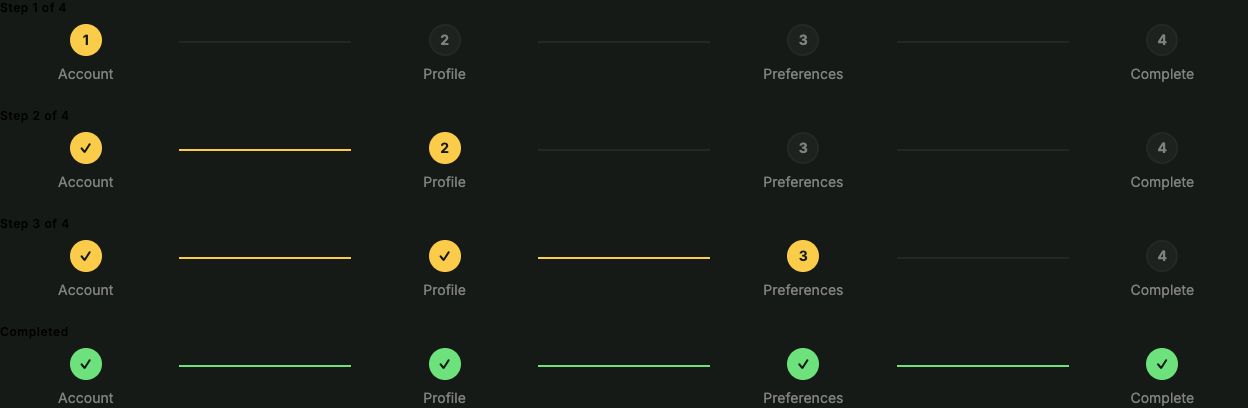 Step 1 of 4
1 2 3 4
Account Profile Preferences Complete
Step 2 of 4
2 3 4
Account Profile Preferences Complete
Step 3 of 4
3 4
Account Profile Preferences Complete
Completed
Account Profile Preferences Complete